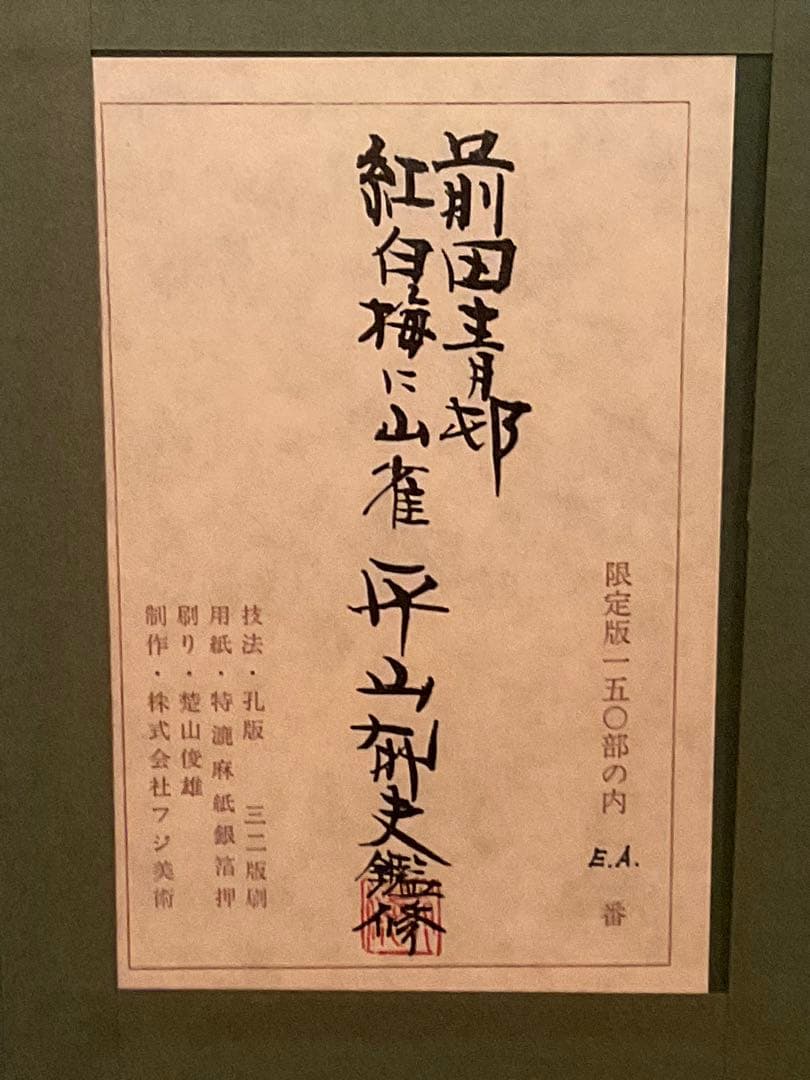 前田青邨
紅白梅に山雀
平山郁夫鑑修
限定版一五〇部の内 E.A. 番
技法・孔版 三二版刷
用紙・特漉麻紙銀箔押
刷り・楚山俊雄
制作・株式会社フジ美術